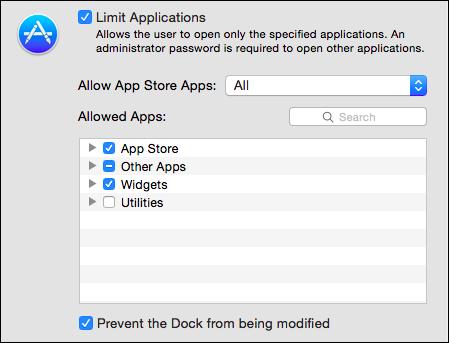 Limit Applications
Allows the user to open only the specified applications. An
administrator password is required to open other applications.
Allow App Store Apps: All
Allowed Apps: Search
App Store
Other Apps
Widgets
Utilities
Prevent the Dock from being modified